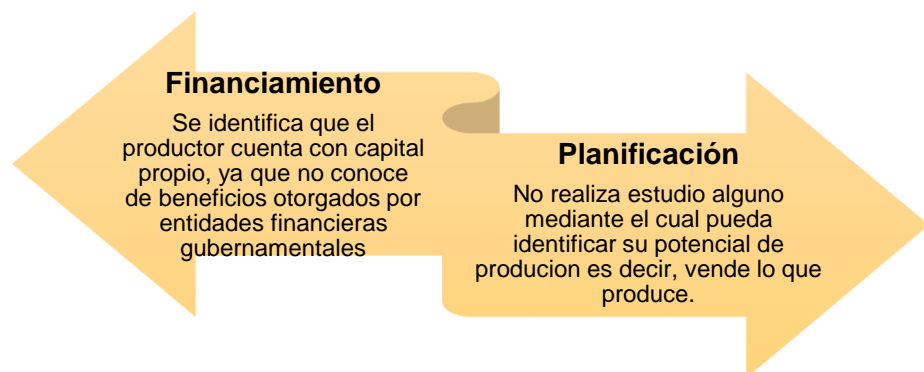 Financiamiento
Se identifica que el
productor cuenta con capital
propio, ya que no conoce
de beneficios otorgados por
entidades financieras
gubernamentales
Planificación
No realiza estudio alguno
mediante el cual pueda
identificar su potencial de
producion es decir, vende lo que
produce.